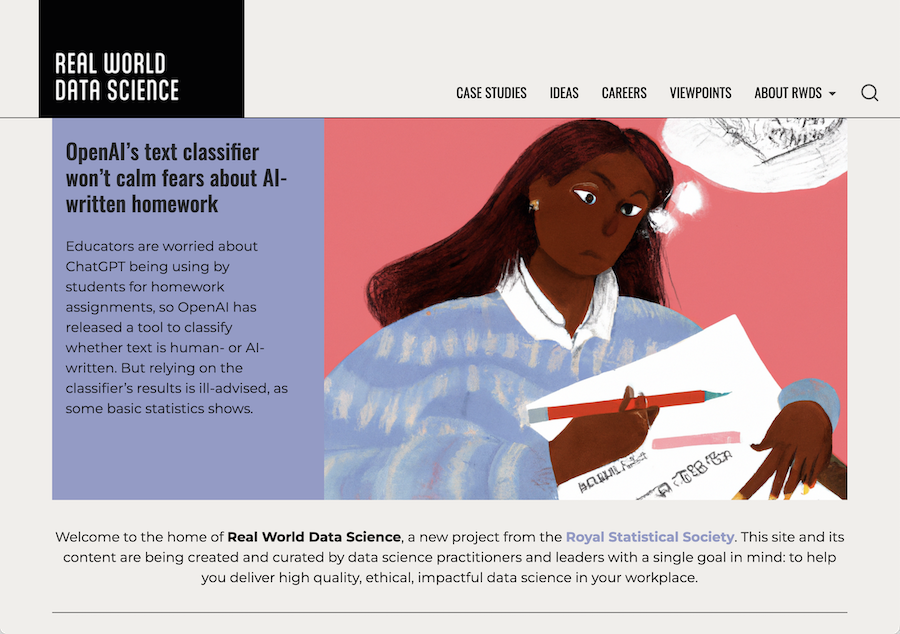 REAL WORLD
DATA SCIENCE
CASE STUDIES IDEAS CAREERS VIEWPOINTS ABOUT RWDS
OpenAI’s text classifier
won’t calm fears about AI-
written homework
Educators are worried about
ChatGPT being using by
students for homework
assignments, so OpenAI has
released a tool to classify
whether text is human- or AI-
written. But relying on the
classifier’s results is ill-advised, as
some basic statistics shows.
Welcome to the home of Real World Data Science, a new project from the Royal Statistical Society. This site and its
content are being created and curated by data science practitioners and leaders with a single goal in mind: to help
you deliver high quality, ethical, impactful data science in your workplace.